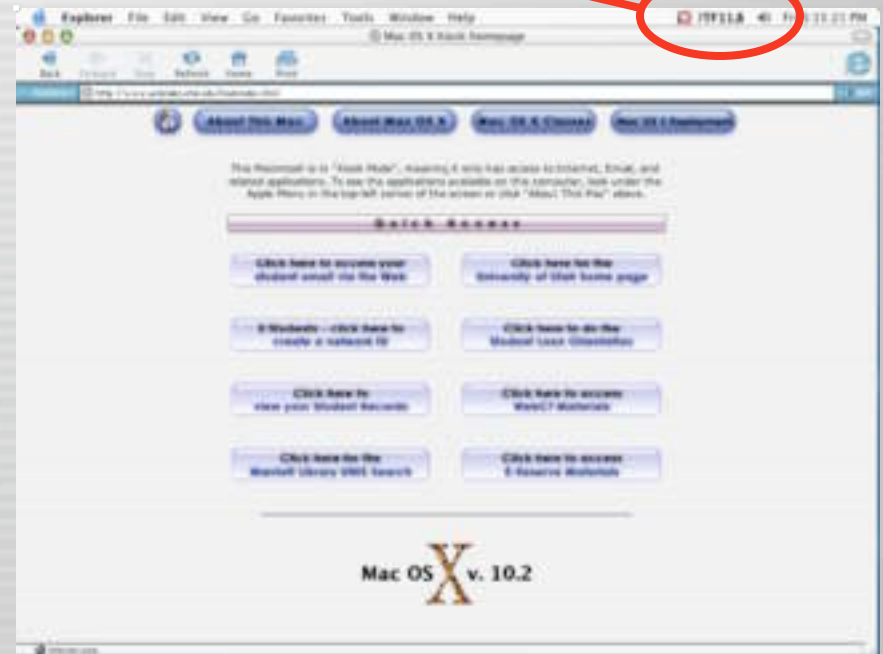 Explorer File Edit View Go Favorites Tools Window Help
Mac OS X Kiosk homepage
Back Forward Stop Refresh Home Print
About This Mac About Mac OS X Mac OS X Classes
This Macintosh is in "Kiosk Mode", meaning it only has access to Internet, Email, and
related applications. To see the applications available on this computer, look under the
Apple Menu in the top-left corner of the screen or click "About This Mac" above.
Quick Access
Click here to access your
student email via the Web
Click here for the
University of Utah home page
Students - click here to
create a network ID
Click here to do the
Student Loan Orientation
Click here to
view your Student Records
Click here to access
WebCT Materials
Click here for the
Marriott Library Search
Click here to access
E-Reserve Materials
Mac OS X v. 10.2